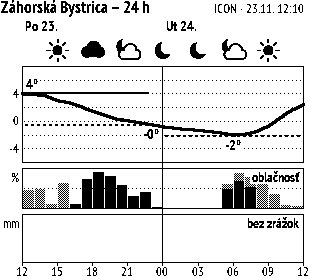 Záhorská Bystrica – 24 h
ICON · 23.11. 12:10
Po 23.
Ut 24.
4°
4
0
-4
-0°
-2°
%
oblačnosť
mm
bez zrážok
12 15 18 21 00 03 06 09 12